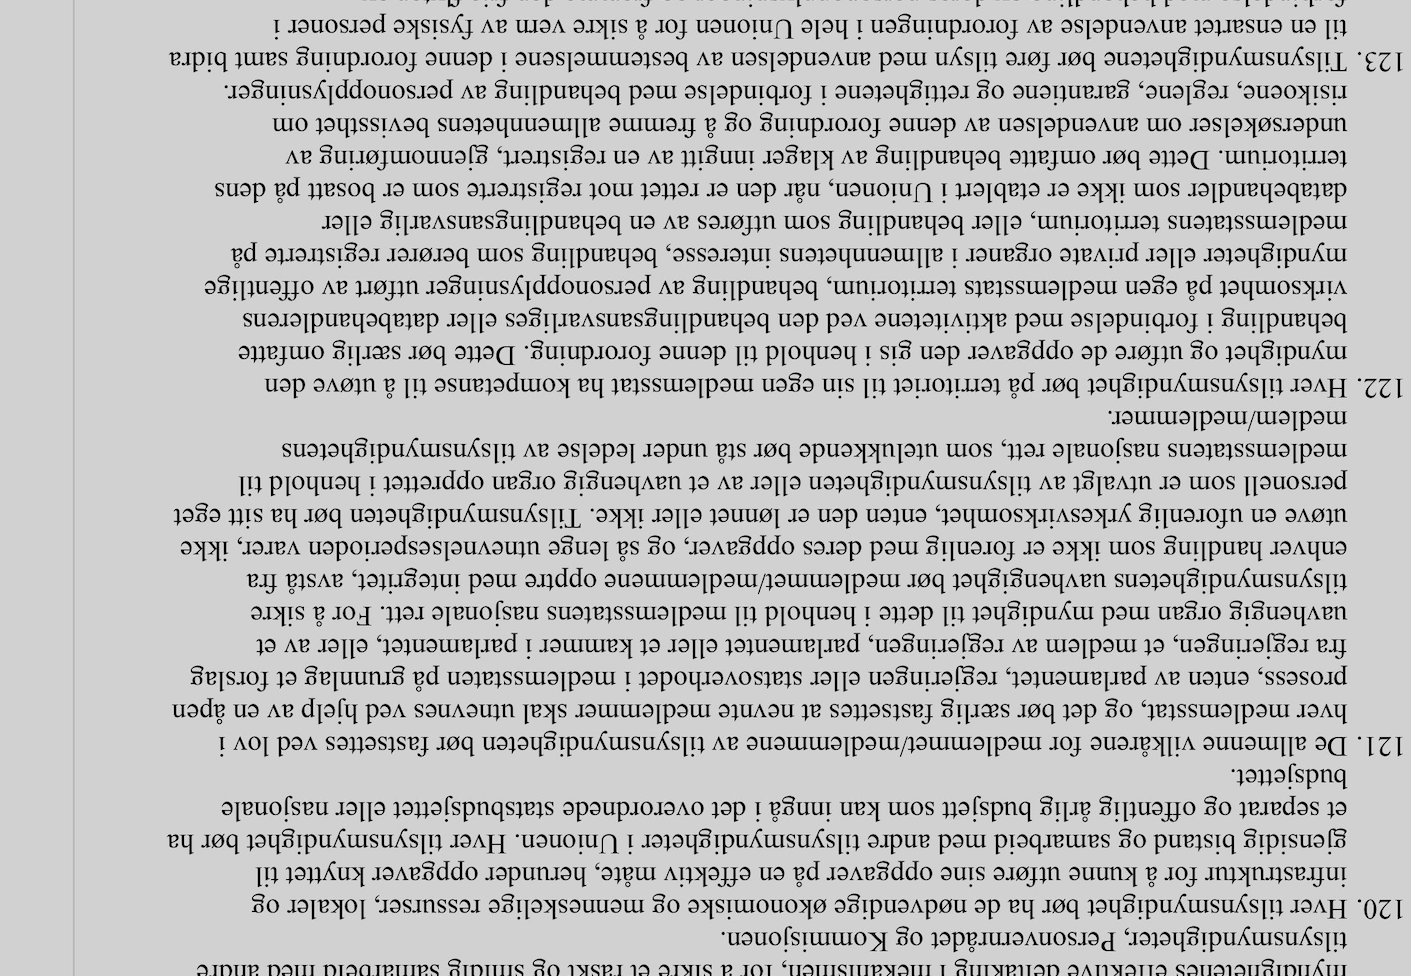 myndighetenes effektive deltaking i mekanismen, for å sikre et raskt og smidig samarbeid med andre
tilsynsmyndigheter, Personvernrådet og Kommisjonen.
120. Hver tilsynsmyndighet bør ha de nødvendige økonomiske og menneskelige ressurser, lokaler og
infrastruktur for å kunne utføre sine oppgaver på en effektiv måte, herunder oppgaver knyttet til
gjensidig bistand og samarbeid med andre tilsynsmyndigheter i Unionen. Hver tilsynsmyndighet bør ha
et separat og offentlig årlig budsjett som kan inngå i det overordnede statsbudsjettet eller nasjonale
budsjettet.
121. De allmenne vilkårene for medlemmet/medlemmene av tilsynsmyndigheten bør fastsettes ved lov i
hver medlemsstat, og det bør særlig fastsettes at nevnte medlemmer skal utnevnes ved hjelp av en åpen
prosess, enten av parlamentet, regjeringen eller statsoverhodet i medlemsstaten på grunnlag et forslag
fra regjeringen, et medlem av regjeringen, parlamentet eller et kammer i parlamentet, eller av et
uavhengig organ med myndighet til dette i henhold til medlemsstatens nasjonale rett. For å sikre
tilsynsmyndighetens uavhengighet bør medlemmet/medlemmene opptre med integritet, avstå fra
enhver handling som ikke er forenlig med deres oppgaver, og så lenge utnevnelsesperioden varer, ikke
utøve en uforenlig yrkesvirksomhet, enten den er lønnet eller ikke. Tilsynsmyndigheten bør ha sitt eget
personell som er utvalgt av tilsynsmyndigheten eller av et uavhengig organ opprettet i henhold til
medlemsstatens nasjonale rett, som utelukkende bør stå under ledelse av tilsynsmyndighetens
medlem/medlemmer.
122. Hver tilsynsmyndighet bør på territoriet til sin egen medlemsstat ha kompetanse til å utøve den
myndighet og utføre de oppgaver den gis i henhold til denne forordning. Dette bør særlig omfatte
behandling i forbindelse med aktivitetene ved den behandlingsansvarliges eller databehandlerens
virksomhet på egen medlemsstats territorium, behandling av personopplysninger utført av offentlige
myndigheter eller private organer i allmennhetens interesse, behandling som berører registrerte på
medlemsstatens territorium, eller behandling som utføres av en behandlingsansvarlig eller
databehandler som ikke er etablert i Unionen, når den er rettet mot registrerte som er bosatt på dens
territorium. Dette bør omfatte behandling av klager inngitt av en registrert, gjennomføring av
undersøkelser om anvendelsen av denne forordning og å fremme allmennhetens bevissthet om
risikoene, reglene, garantiene og rettighetene i forbindelse med behandling av personopplysninger.
123. Tilsynsmyndighetene bør føre tilsyn med anvendelsen av bestemmelsene i denne forordning samt bidra
til en ensartet anvendelse av forordningen i hele Unionen for å sikre vern av fysiske personer i